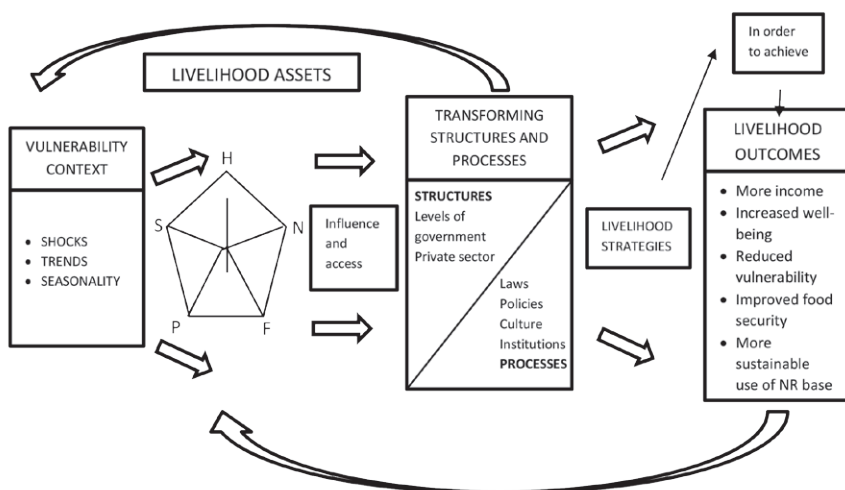 In order
to achieve
LIVELIHOOD ASSETS
VULNERABILITY
CONTEXT
• SHOCKS
• TRENDS
• SEASONALITY
H
S
N
P
F
Influence
and
access
TRANSFORMING
STRUCTURES AND
PROCESSES
STRUCTURES
Levels of
government
Private sector
Laws
Policies
Culture
Institutions
PROCESSES
LIVELIHOOD
STRATEGIES
LIVELIHOOD
OUTCOMES
• More income
• Increased well-
being
• Reduced
vulnerability
• Improved food
security
• More
sustainable
use of NR base